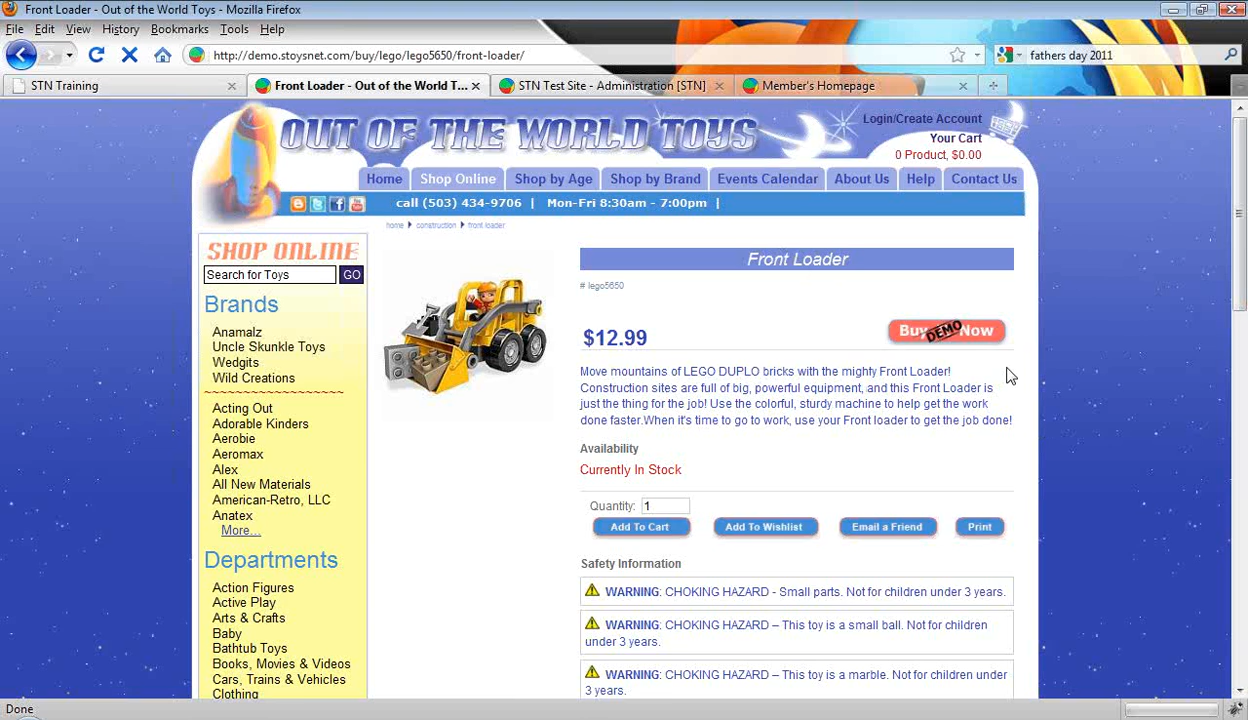 Front Loader - Out of the World Toys - Mozilla Firefox
File Edit View History Bookmarks Tools Help
http://demo.stoysnet.com/buy/lego/lego5650/front-loader/
fathers day 2011
STN Training
Front Loader - Out of the World T...
STN Test Site - Administration [STN]
Member's Homepage
OUT OF THE WORLD TOYS
Login/Create Account
Your Cart
0 Product, $0.00
Home Shop Online Shop by Age Shop by Brand Events Calendar About Us Help Contact Us
call (503) 434-9706 | Mon-Fri 8:30am - 7:00pm |
home construction front loader
SHOP ONLINE
Search for Toys GO
Brands
Anamalz
Uncle Skunkle Toys
Wedgits
Wild Creations
~~~~~~~~~~~~~~~~~~~~
Acting Out
Adorable Kinders
Aerobie
Aeromax
Alex
All New Materials
American-Retro, LLC
Anatex
More...
Departments
Action Figures
Active Play
Arts & Crafts
Baby
Bathtub Toys
Books, Movies & Videos
Cars, Trains & Vehicles
Clothing
Front Loader
# lego5650
$12.99
Buy Now
DEMO
Move mountains of LEGO DUPLO bricks with the mighty Front Loader!
Construction sites are full of big, powerful equipment, and this Front Loader is
just the thing for the job! Use the colorful, sturdy machine to help get the work
done faster.When it's time to go to work, use your Front loader to get the job done!
Availability
Currently In Stock
Quantity: 1
Add To Cart Add To Wishlist Email a Friend Print
Safety Information
WARNING: CHOKING HAZARD - Small parts. Not for children under 3 years.
WARNING: CHOKING HAZARD – This toy is a small ball. Not for children
under 3 years.
WARNING: CHOKING HAZARD – This toy is a marble. Not for children under
3 years.
Done